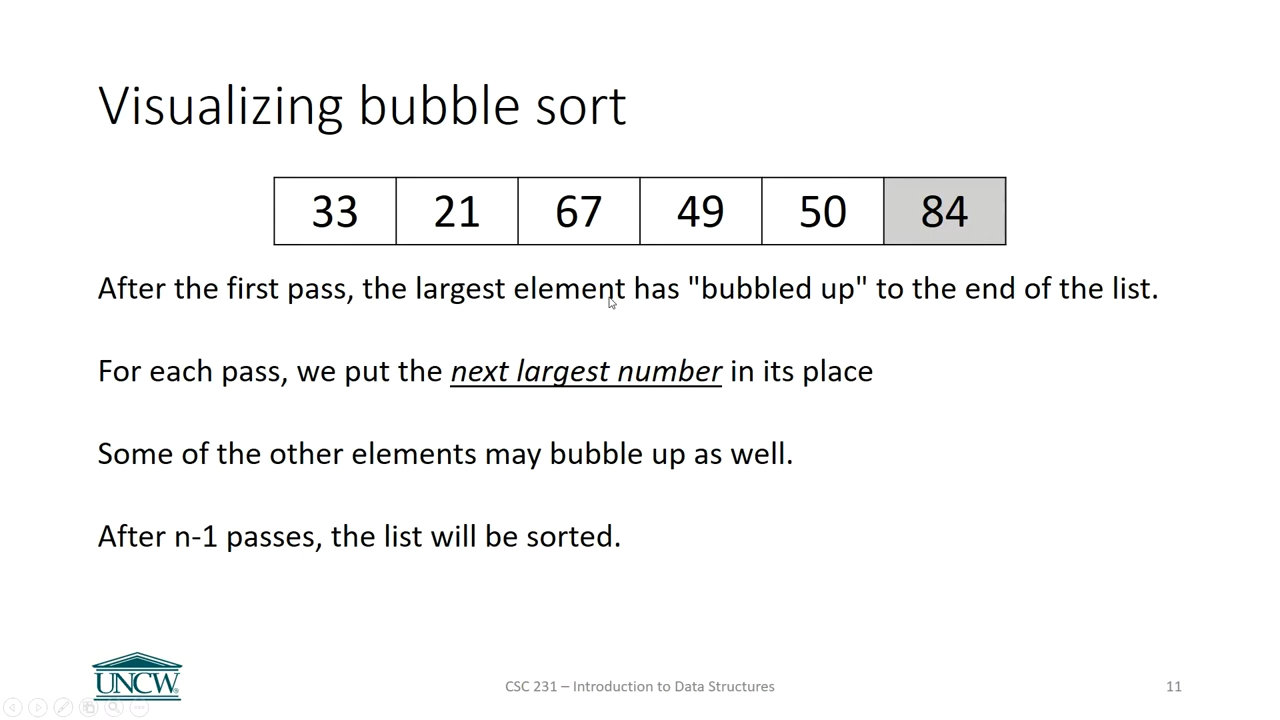 Visualizing bubble sort
33 21 67 49 50 84
After the first pass, the largest element has "bubbled up" to the end of the list.
For each pass, we put the next largest number in its place
Some of the other elements may bubble up as well.
After n-1 passes, the list will be sorted.
UNCW®
CSC 231 – Introduction to Data Structures
11